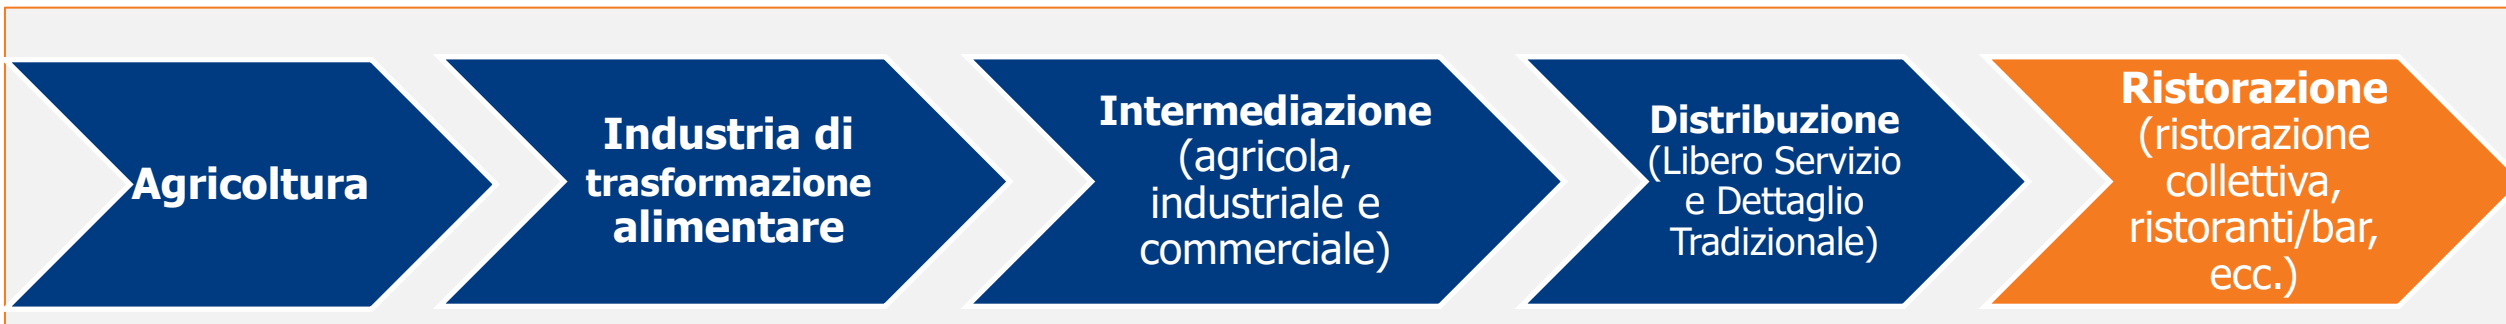 Agricoltura
Industria di
trasformazione
alimentare
Intermediazione
(agricola,
industriale e
commerciale)
Distribuzione
(Libero Servizio
e Dettaglio
Tradizionale)
Ristorazione
(ristorazione
collettiva,
ristoranti/bar,
ecc.)